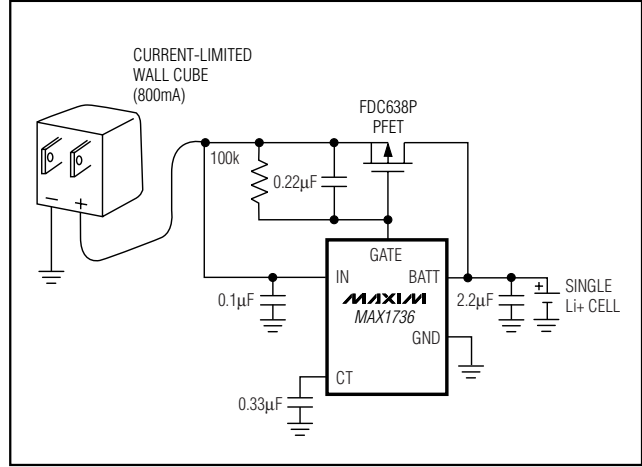 CURRENT-LIMITED
WALL CUBE
(800mA)
FDC638P
PFET
100k
0.22μF
GATE
IN
BATT
0.1μF
MAXIM
MAX1736
2.2μF
SINGLE
Li+ CELL
GND
CT
0.33μF
− +
+